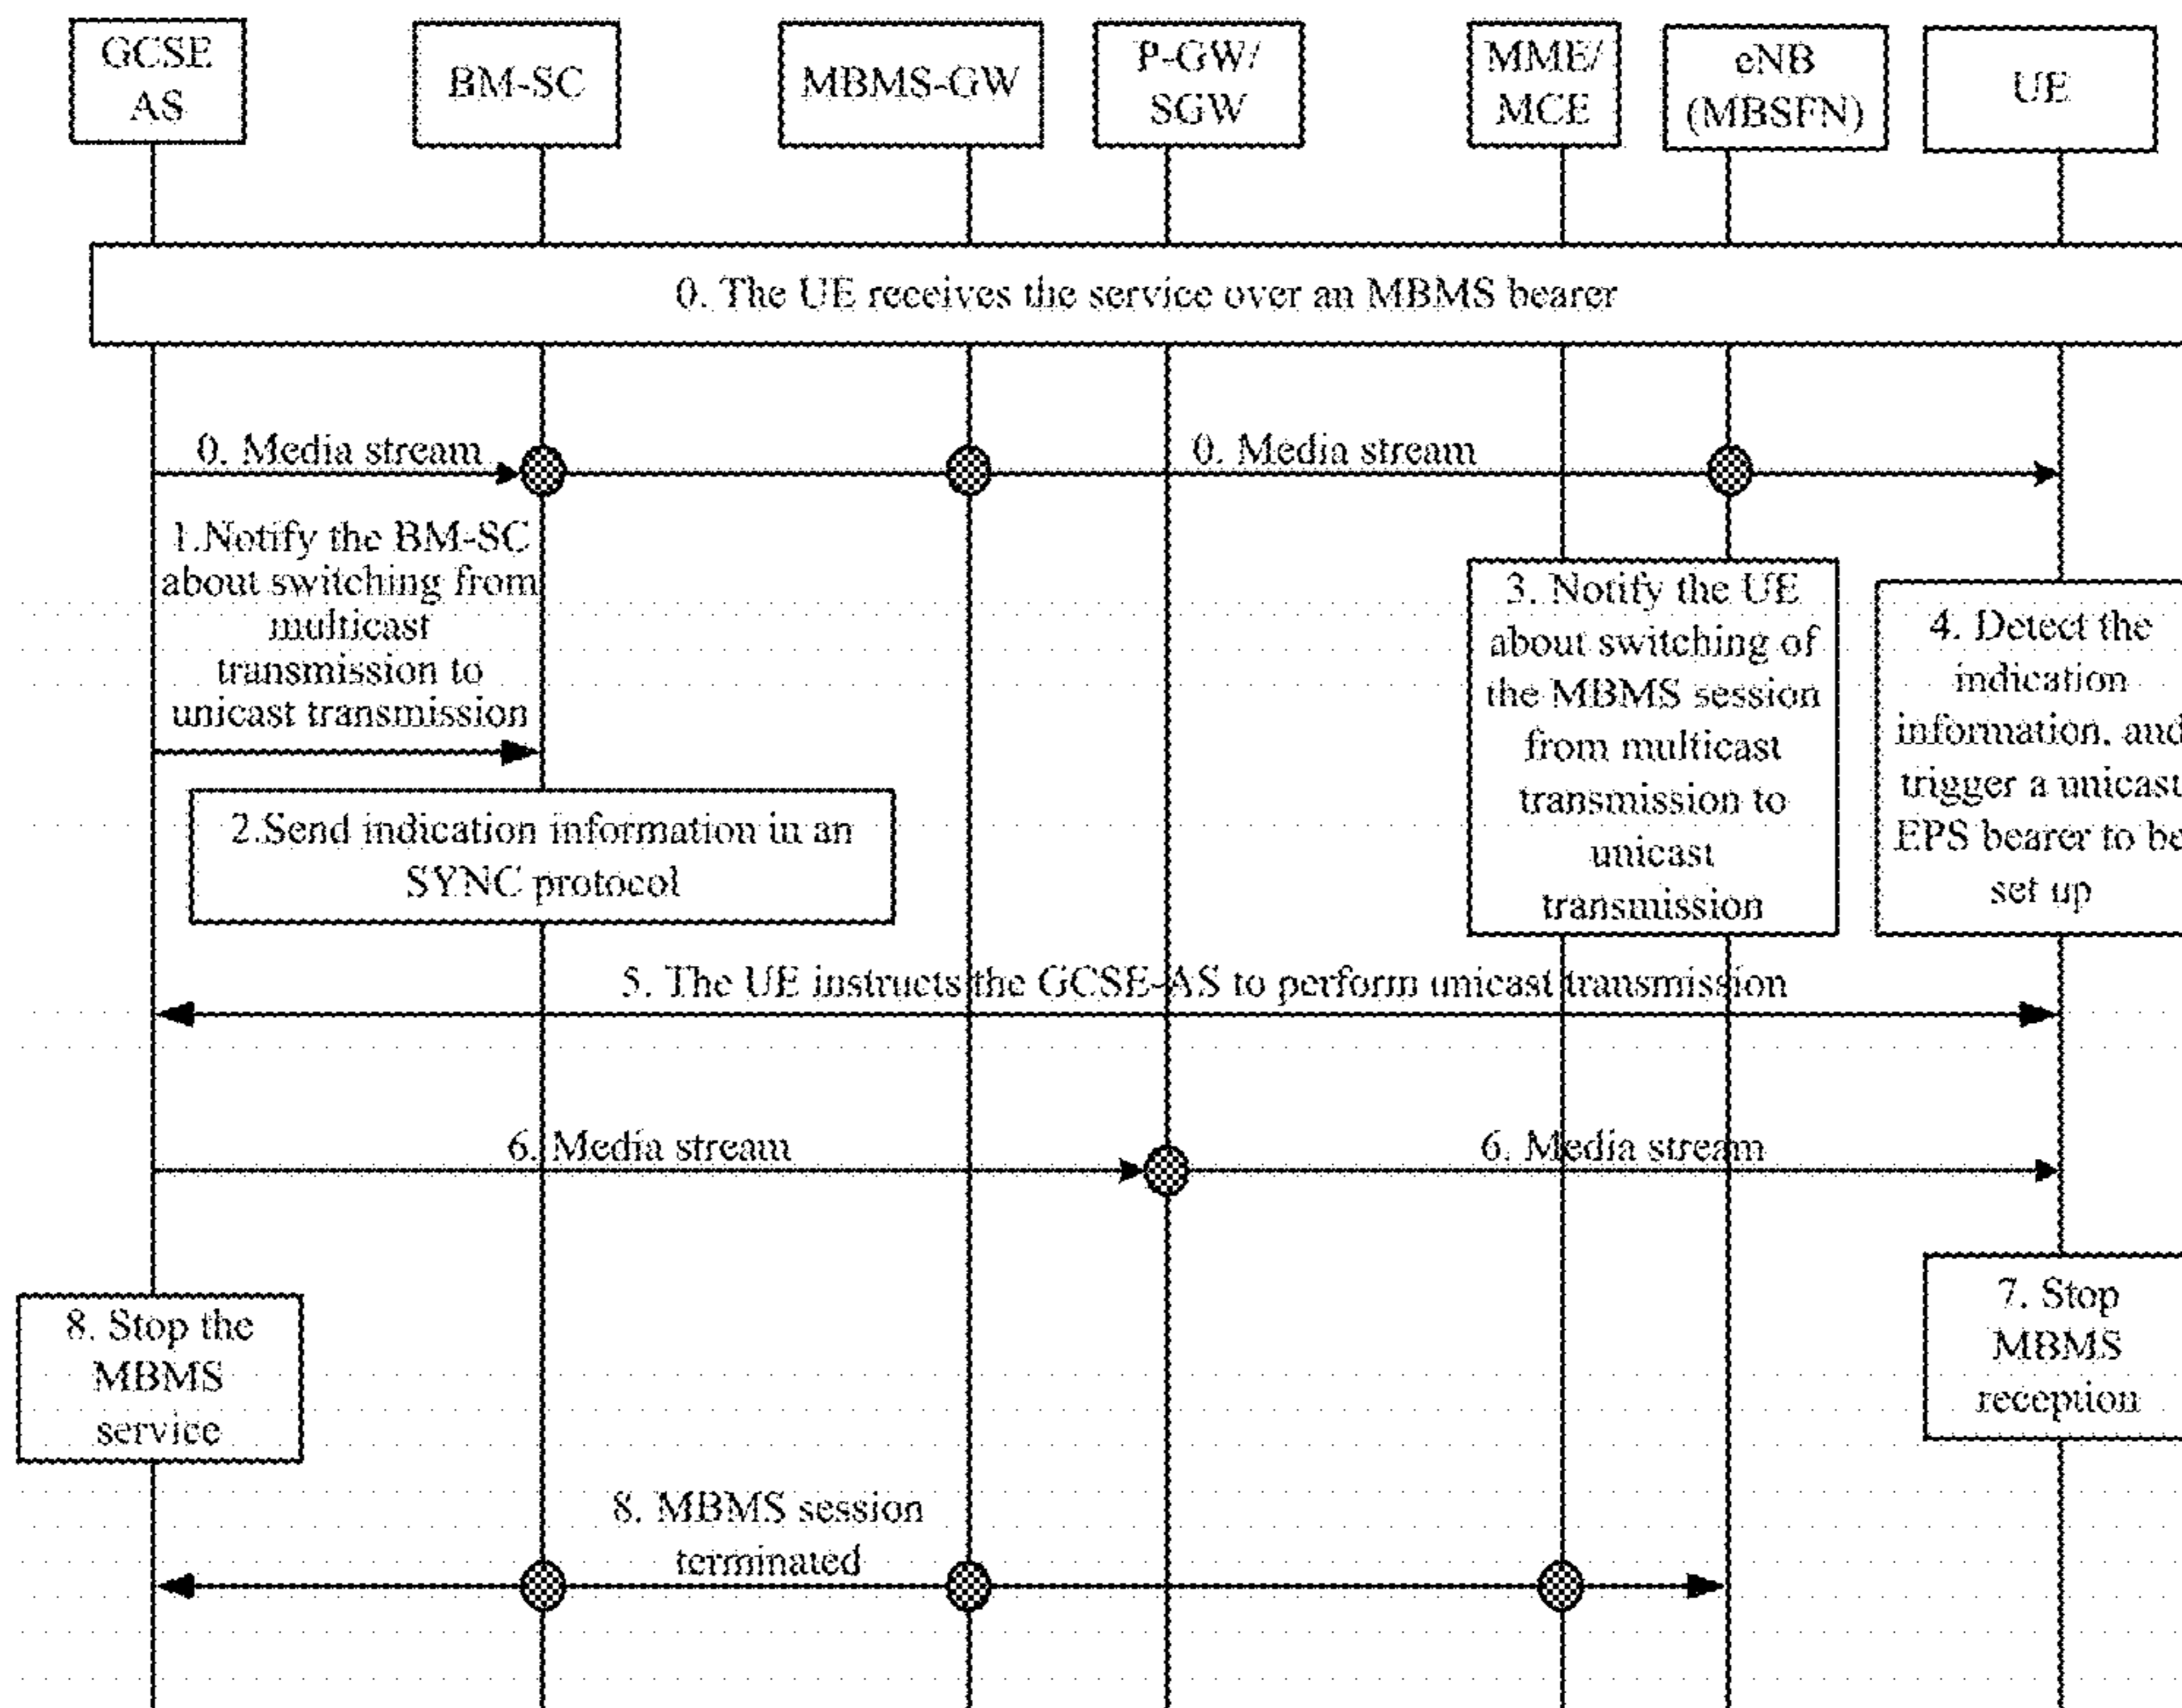 GCSE
AS
BM-SC
MBMS-GW
P-GW/
SGW
MME/
MCE
eNB
(MBSFN)
UE
0. The UE receives the service over an MBMS bearer
0. Media stream
0. Media stream
1.Notify the BM-SC
about switching from
multicast
transmission to
unicast transmission
2.Send indication information in an
SYNC protocol
3. Notify the UE
about switching of
the MBMS session
from multicast
transmission to
unicast
transmission
4. Detect the
indication
information, and
trigger a unicast
EPS bearer to be
set up
5. The UE instructs the GCSE-AS to perform unicast transmission
6. Media stream
6. Media stream
7. Stop
MBMS
reception
8. Stop the
MBMS
service
8. MBMS session
terminated